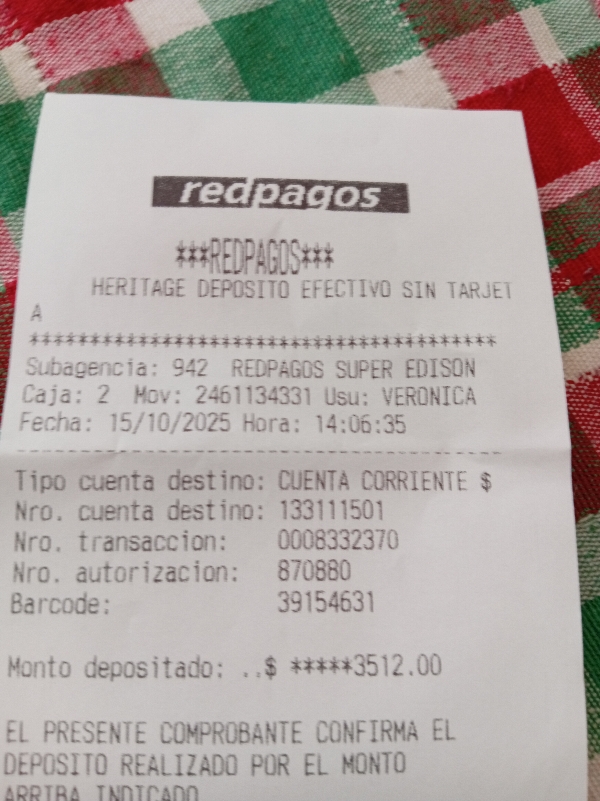 redpagos
***REDPAGOS***
HERITAGE DEPOSITO EFECTIVO SIN TARJET
A
****************************************
Subagencia: 942 REDPAGOS SUPER EDISON
Caja: 2 Mov: 2461134331 Usu: VERONICA
Fecha: 15/10/2025 Hora: 14:06:35
----------------------------------------
Tipo cuenta destino: CUENTA CORRIENTE $
Nro. cuenta destino: 133111501
Nro. transaccion: 0008332370
Nro. autorizacion: 870880
Barcode: 39154631
Monto depositado: ..$ *****3512.00
EL PRESENTE COMPROBANTE CONFIRMA EL
DEPOSITO REALIZADO POR EL MONTO
ARRIBA INDICADO